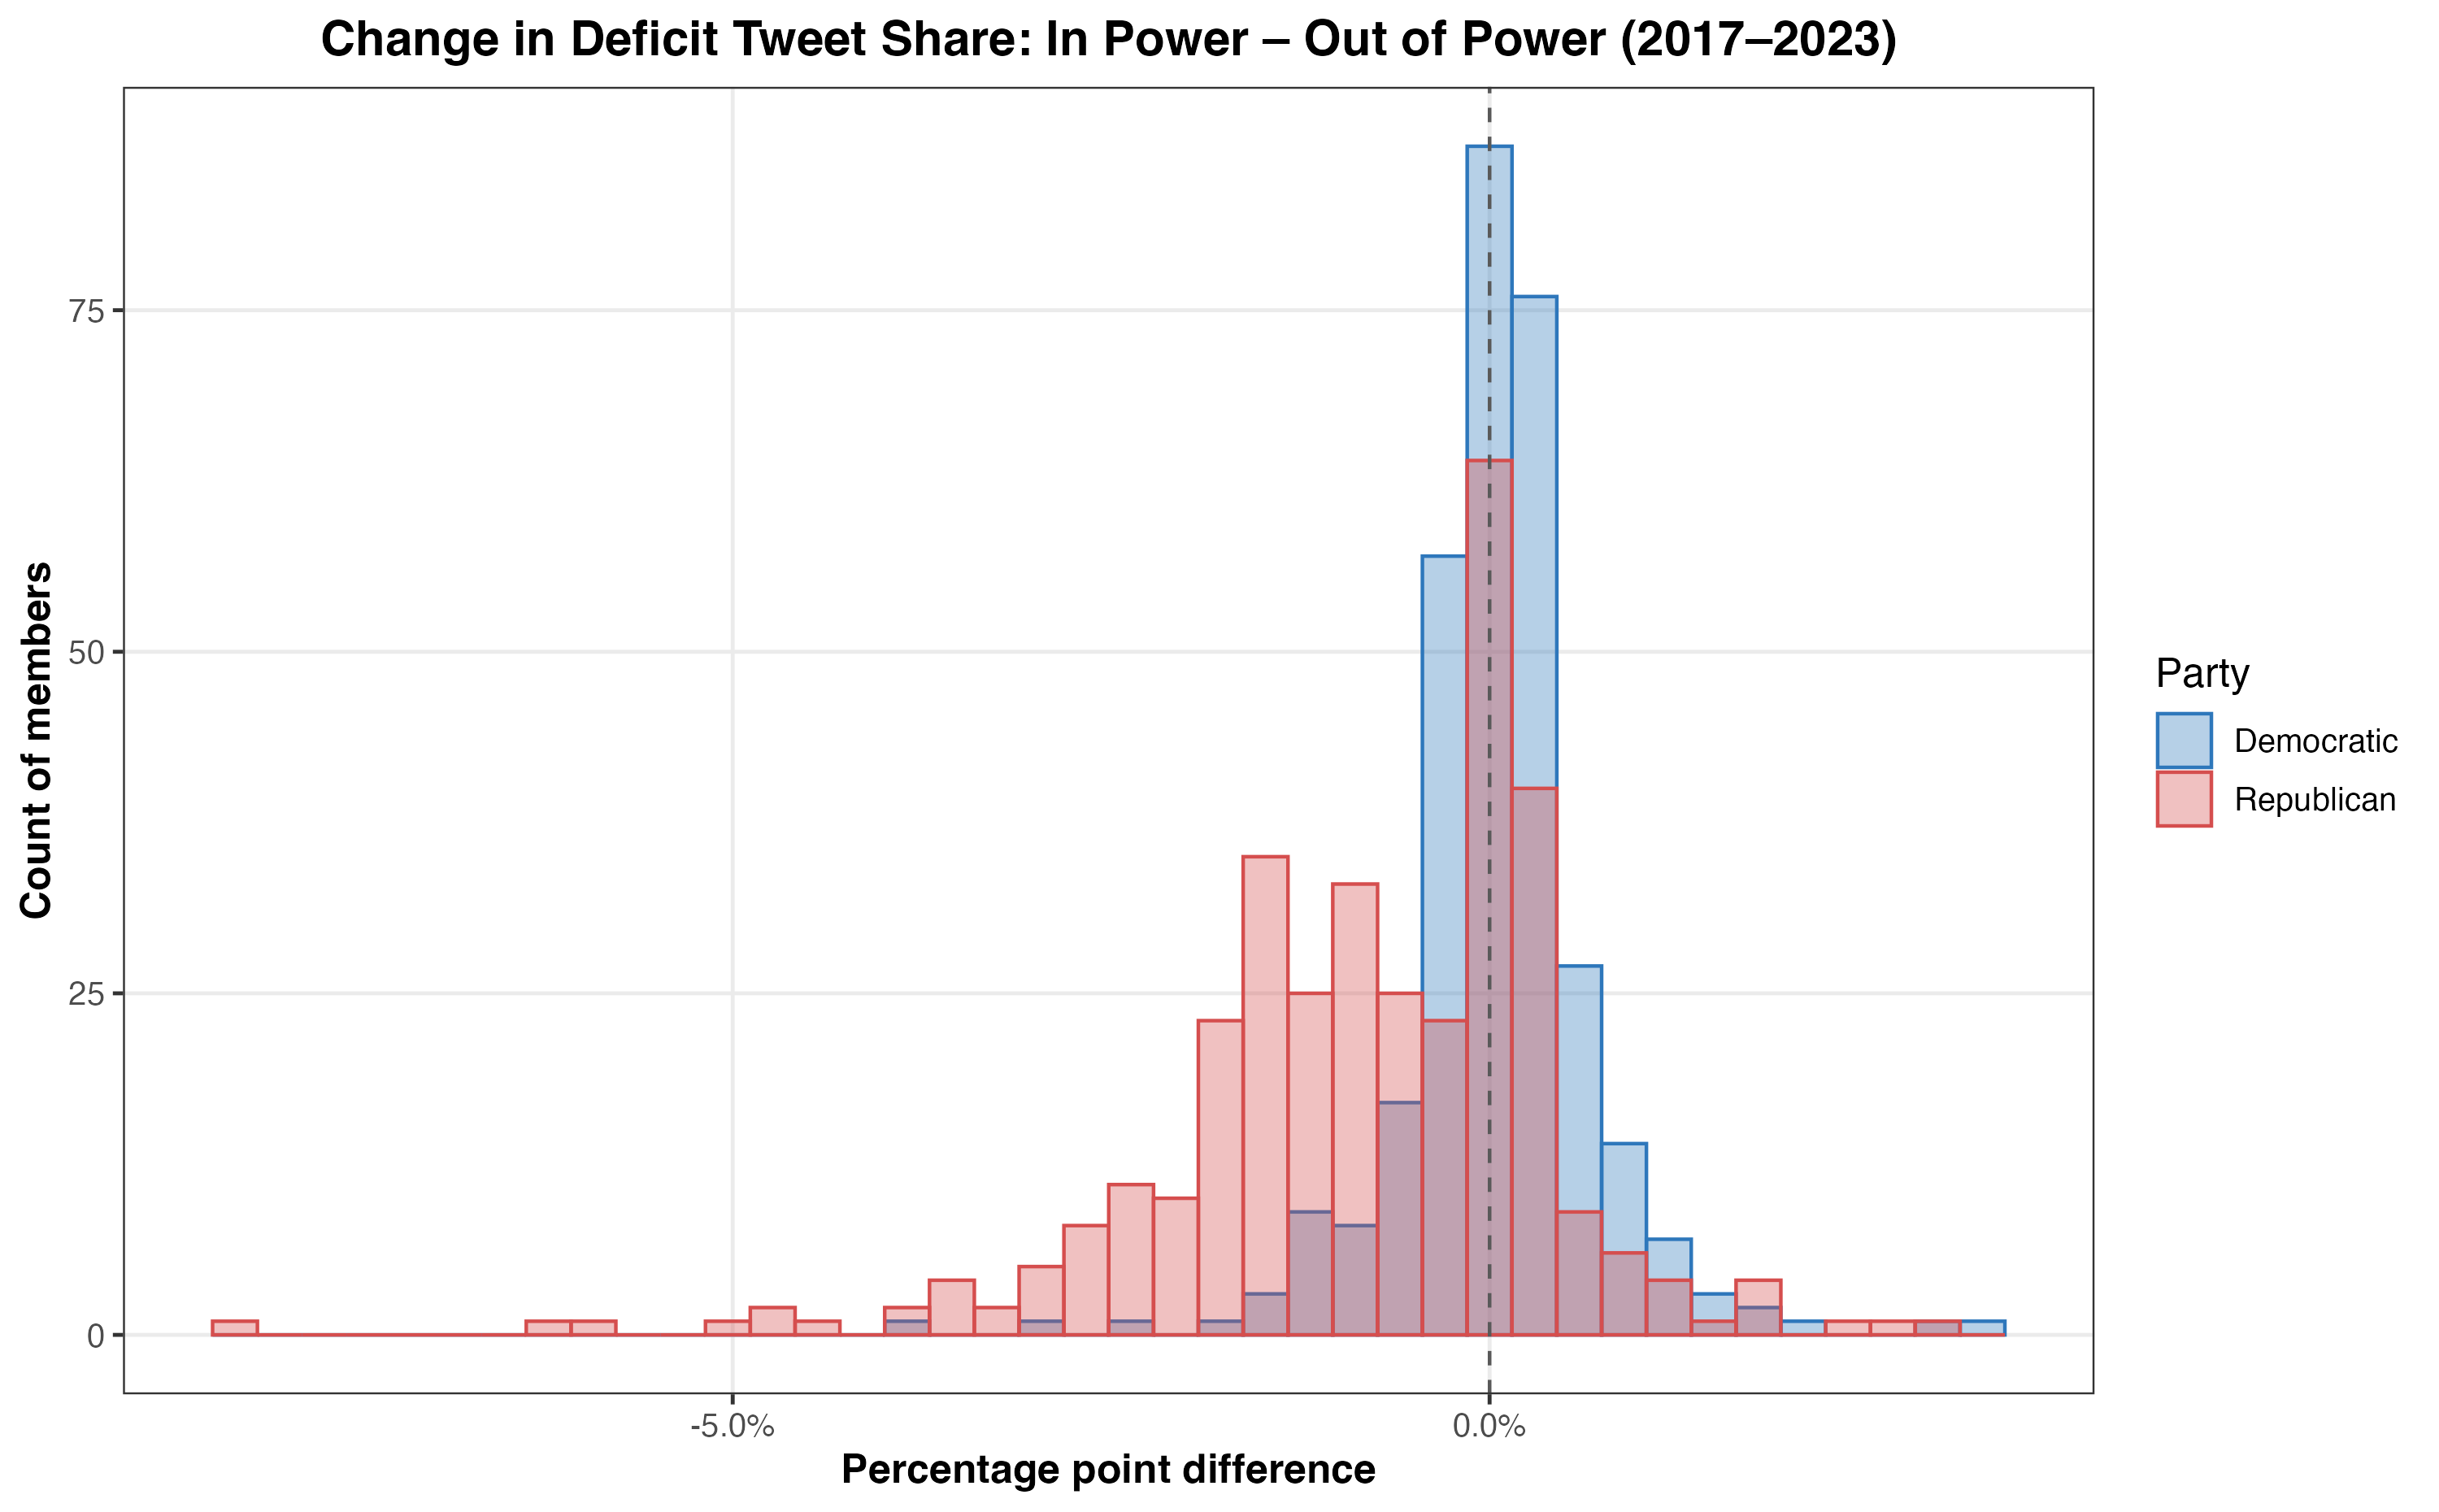 Change in Deficit Tweet Share: In Power – Out of Power (2017–2023)
75
50
25
0
Count of members
-5.0%
0.0%
Percentage point difference
Party
Democratic
Republican